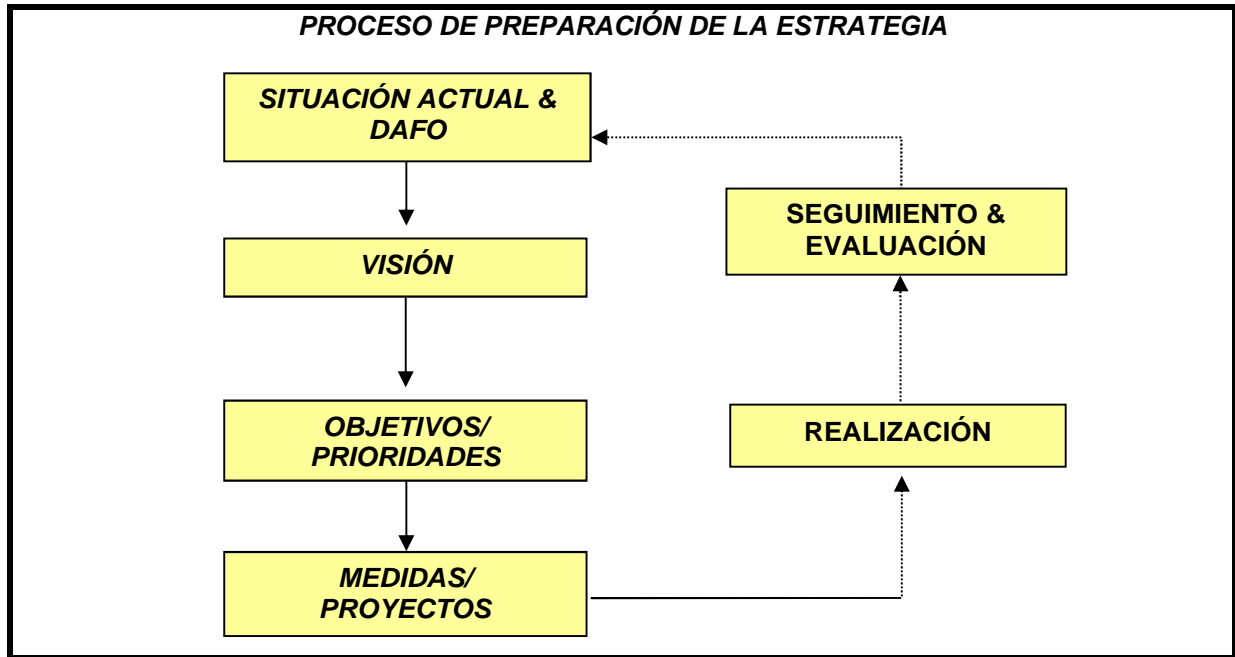 PROCESO DE PREPARACIÓN DE LA ESTRATEGIA
SITUACIÓN ACTUAL &
DAFO
VISIÓN
OBJETIVOS/
PRIORIDADES
MEDIDAS/
PROYECTOS
SEGUIMIENTO &
EVALUACIÓN
REALIZACIÓN